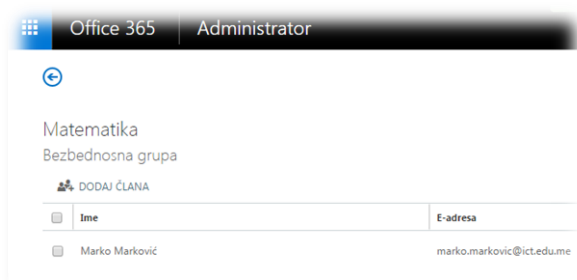 Office 365 Administrator
Matematika
Bezbednosna grupa
DODAJ ČLANA
Ime E-adresa
Marko Marković marko.markovic@ict.edu.me